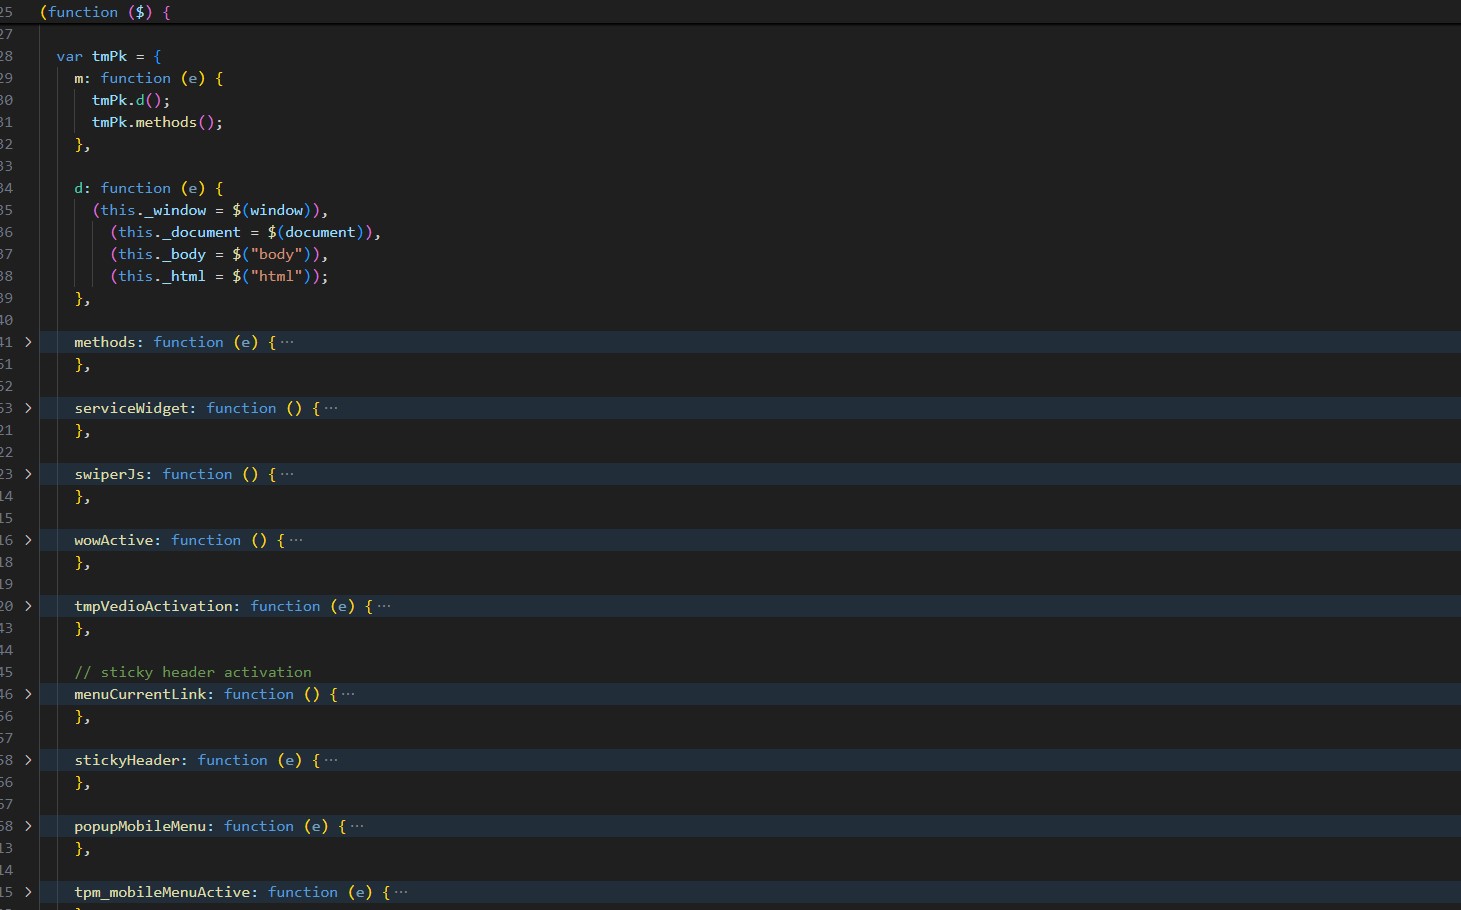 25 (function ($) {
27
28 var tmPk = {
29 m: function (e) {
30 tmPk.d();
31 tmPk.methods();
32 },
33
34 d: function (e) {
35 (this._window = $(window)),
36 (this._document = $(document)),
37 (this._body = $("body")),
38 (this._html = $("html"));
39 },
40
41 methods: function (e) { ···
51 },
52
53 serviceWidget: function () { ···
21 },
22
23 swiperJs: function () { ···
14 },
15
16 wowActive: function () { ···
18 },
19
20 tmpVedioActivation: function (e) { ···
43 },
44
45 // sticky header activation
46 menuCurrentLink: function () { ···
56 },
57
58 stickyHeader: function (e) { ···
66 },
67
68 popupMobileMenu: function (e) { ···
13 },
14
15 tpm_mobileMenuActive: function (e) { ···